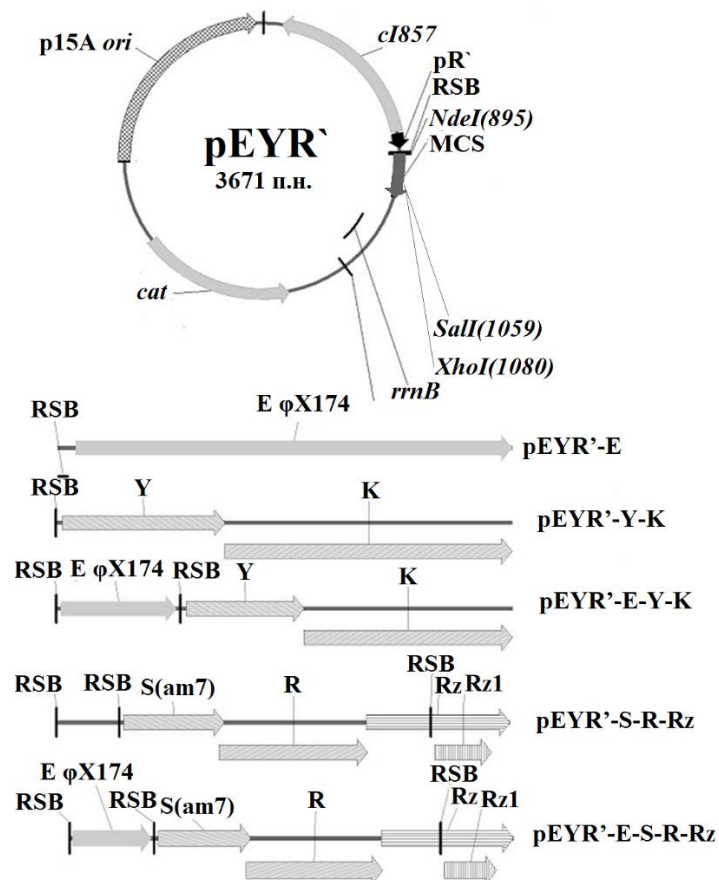 p15A ori
cI857
pR`
RSB
NdeI(895)
MCS
pEYR`
3671 п.н.
cat
SalI(1059)
XhoI(1080)
rrnB
E φX174
RSB
pEYR’-E
RSB
Y
K
pEYR’-Y-K
RSB
E φX174
RSB
Y
K
pEYR’-E-Y-K
RSB
RSB
S(am7)
R
RSB
Rz
Rz1
pEYR’-S-R-Rz
E φX174
RSB
RSB
S(am7)
R
RSB
Rz
Rz1
pEYR’-E-S-R-Rz